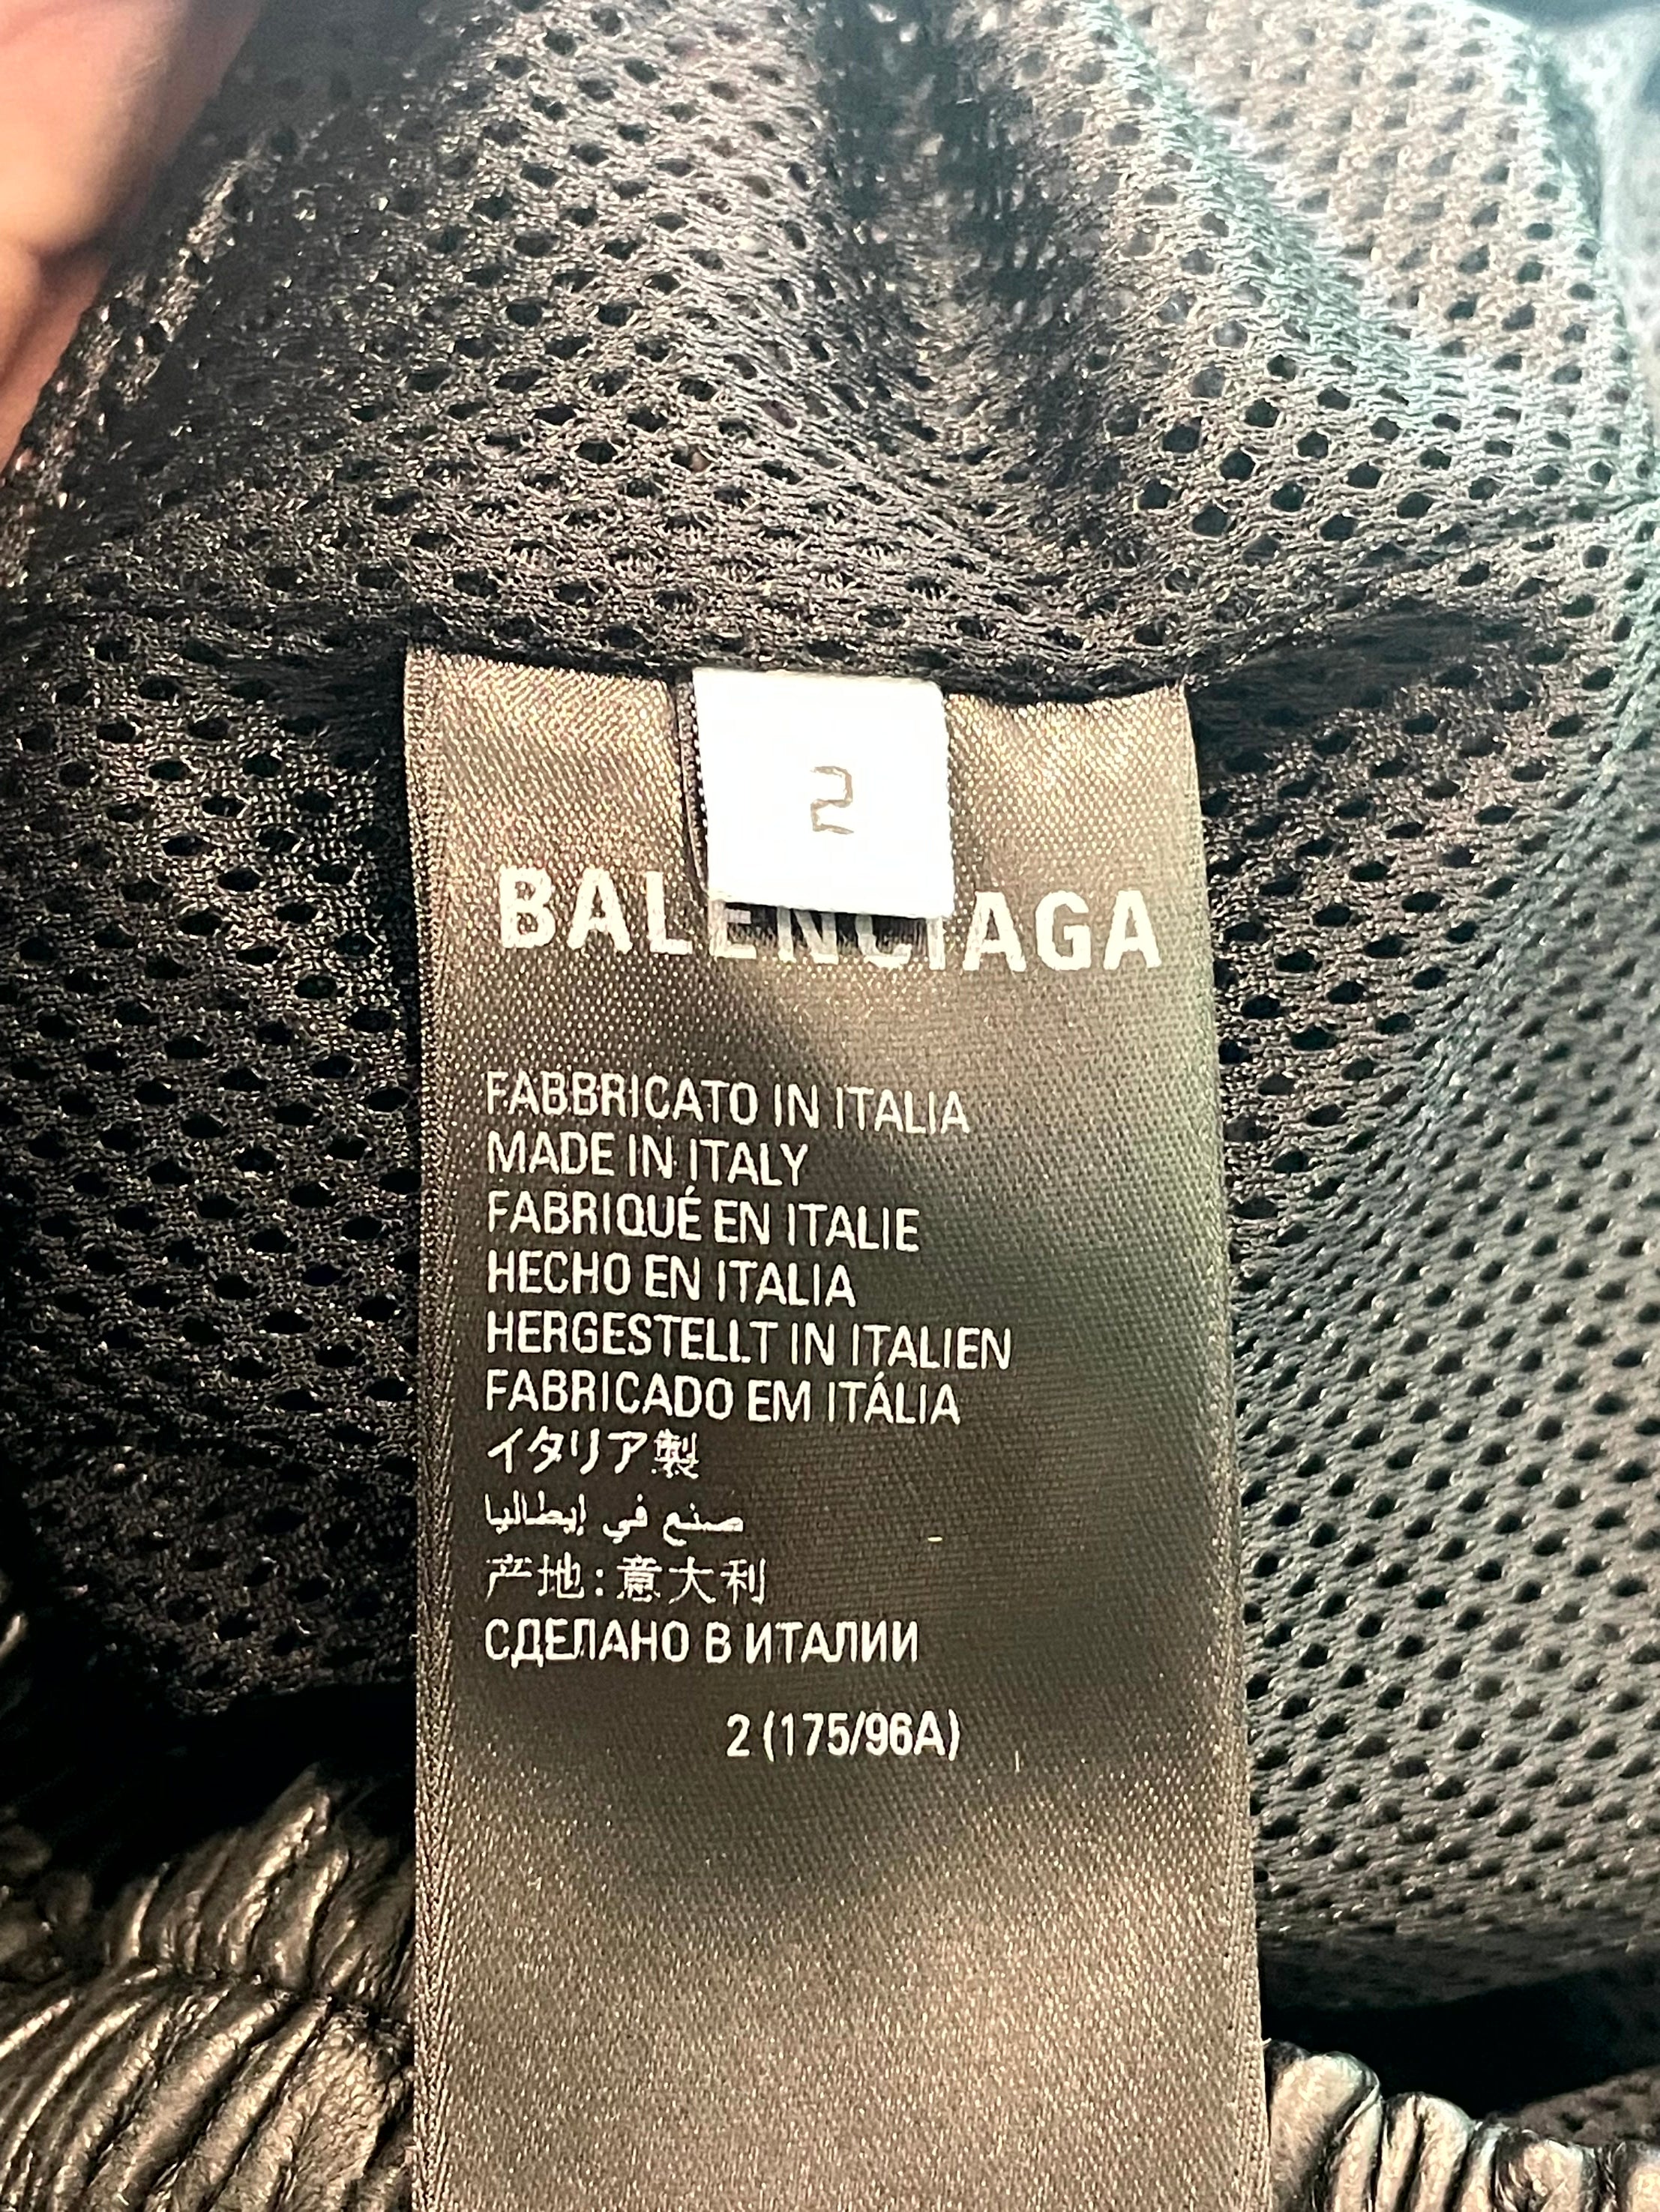 2
BALENCIAGA
FABBRICATO IN ITALIA
MADE IN ITALY
FABRIQUÉ EN ITALIE
HECHO EN ITALIA
HERGESTELLT IN ITALIEN
FABRICADO EM ITÁLIA
イタリア製
صنع في إيطاليا
产地:意大利
СДЕЛАНО В ИТАЛИИ
2 (175/96A)